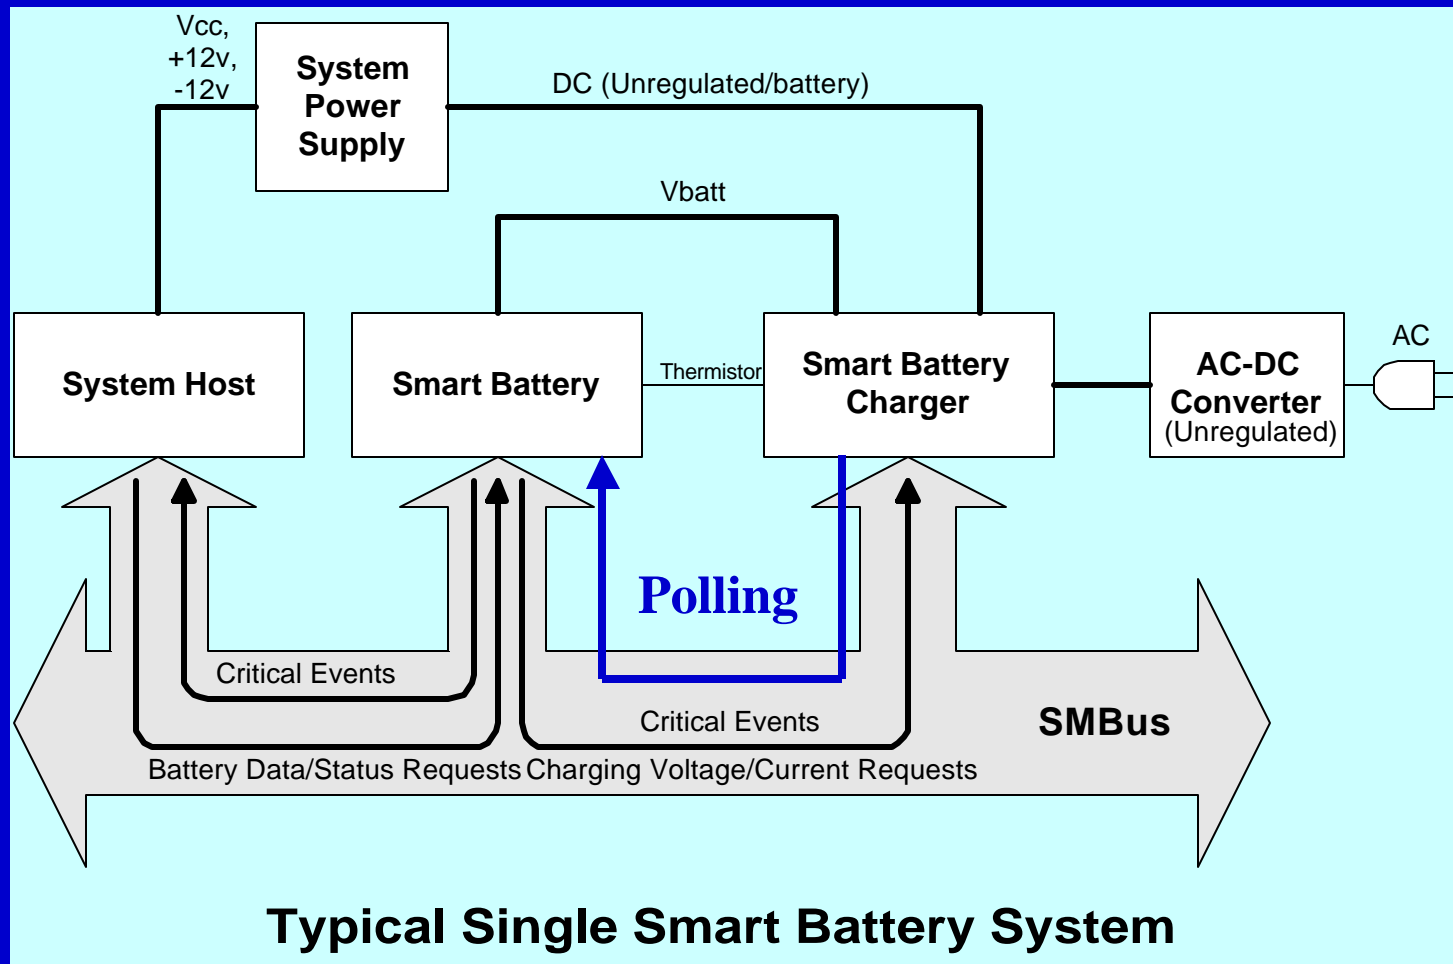 Vcc,
+12v,
-12v
System
Power
Supply
DC (Unregulated/battery)
Vbatt
System Host
Smart Battery
Thermistor
Smart Battery
Charger
AC-DC
Converter
(Unregulated)
AC
Polling
Critical Events
Critical Events
SMBus
Battery Data/Status Requests
Charging Voltage/Current Requests
Typical Single Smart Battery System